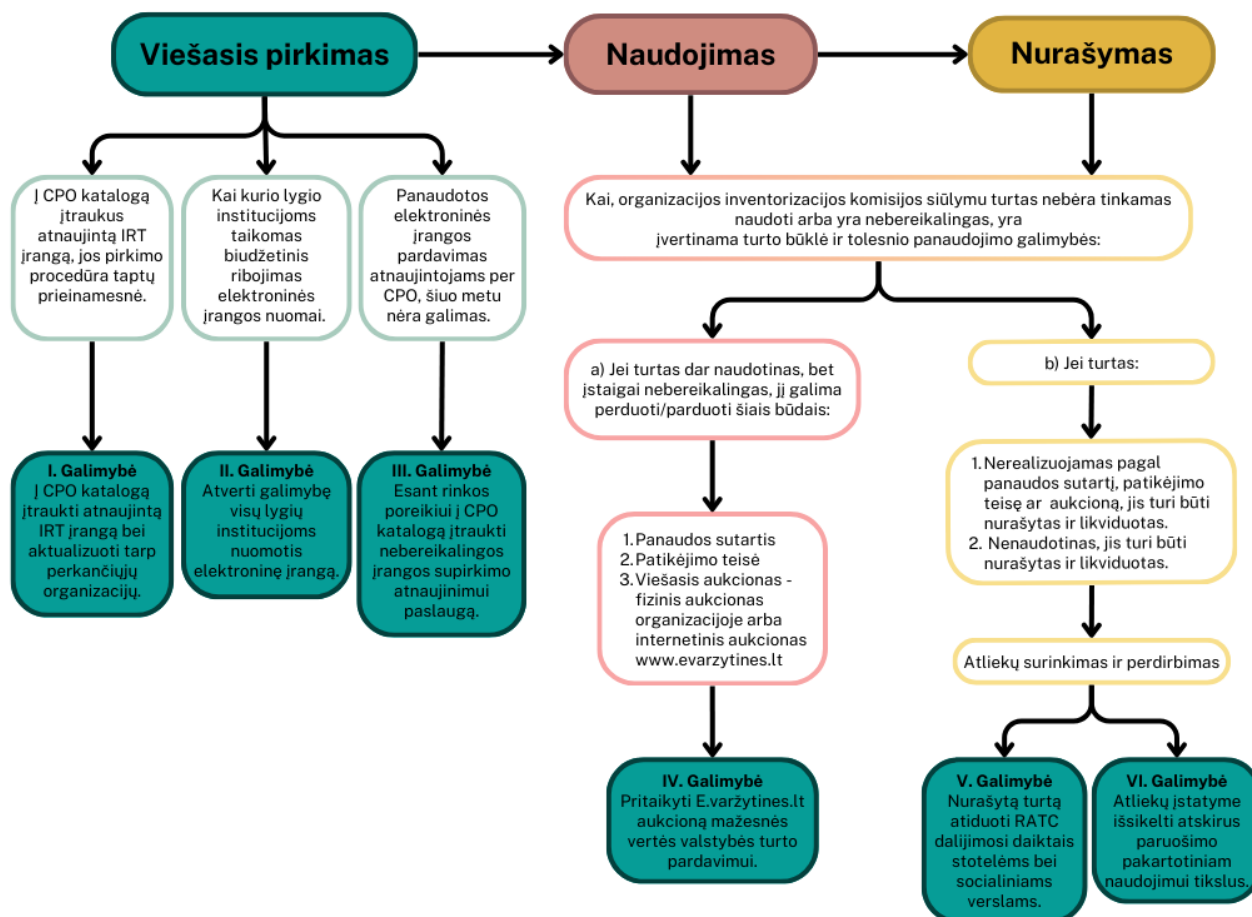 Viešasis pirkimas
Naudojimas
Nurašymas
Į CPO katalogą
įtraukus
atnaujintą IRT
įrangą, jos pirkimo
procedūra taptų
prieinamesnė.
Kai kurio lygio
institucijoms
taikomas
biudžetinis
ribojimas
elektroninės
įrangos nuomai.
Panaudotos
elektroninės
įrangos
pardavimas
atnaujintojams per
CPO, šiuo metu
nėra galimas.
Kai, organizacijos inventorizacijos komisijos siūlymu turtas nebėra tinkamas
naudoti arba yra nebereikalingas, yra
įvertinama turto būklė ir tolesnio panaudojimo galimybės:
a) Jei turtas dar naudotinas, bet
įstaigai nebereikalingas, jį galima
perduoti/parduoti šiais būdais:
b) Jei turtas:
I. Galimybė
Į CPO katalogą
įtraukti atnaujintą
IRT įrangą bei
aktualizuoti tarp
perkančiųjų
organizacijų.
II. Galimybė
Atverti galimybę
visų lygių
institucijoms
nuomotis
elektroninę įrangą.
III. Galimybė
Esant rinkos
poreikiui į CPO
katalogą įtraukti
nebereikalingos
įrangos supirkimo
atnaujinimui
paslaugą.
1. Panaudos sutartis
2. Patikėjimo teisė
3. Viešasis aukcionas -
fizinis aukcionas
organizacijoje arba
internetinis aukcionas
www.evarzytines.lt
1. Nerealizuojamas pagal
panaudos sutartį, patikėjimo
teisę ar aukcioną, jis turi būti
nurašytas ir likviduotas.
2. Nenaudotinas, jis turi būti
nurašytas ir likviduotas.
Atliekų surinkimas ir perdirbimas
IV. Galimybė
Pritaikyti E.varžytines.lt
aukcioną mažesnės
vertės valstybės turto
pardavimui.
V. Galimybė
Nurašytą turtą
atiduoti RATC
dalijimosi daiktais
stotelėms bei
socialiniams
verslams.
VI. Galimybė
Atliekų įstatyme
išsikelti atskirus
paruošimo
pakartotiniam
naudojimui tikslus.